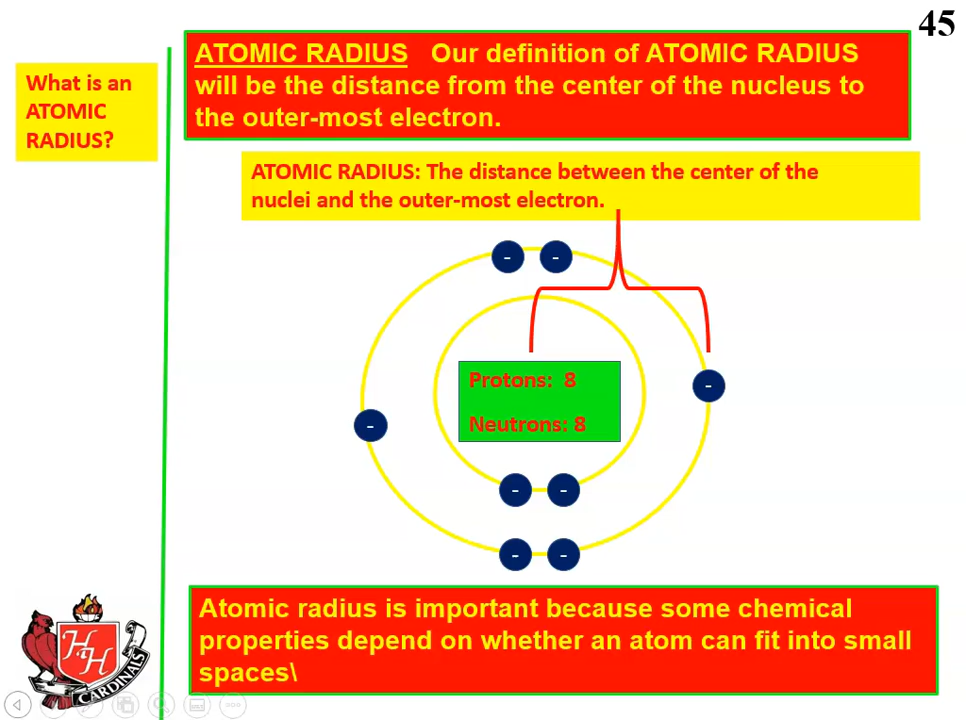 45
What is an
ATOMIC
RADIUS?
ATOMIC RADIUS Our definition of ATOMIC RADIUS
will be the distance from the center of the nucleus to
the outer-most electron.
ATOMIC RADIUS: The distance between the center of the
nuclei and the outer-most electron.
- -
Protons: 8
-
Neutrons: 8
-
- -
- -
Atomic radius is important because some chemical
properties depend on whether an atom can fit into small
spaces\
H H
CARDINALS